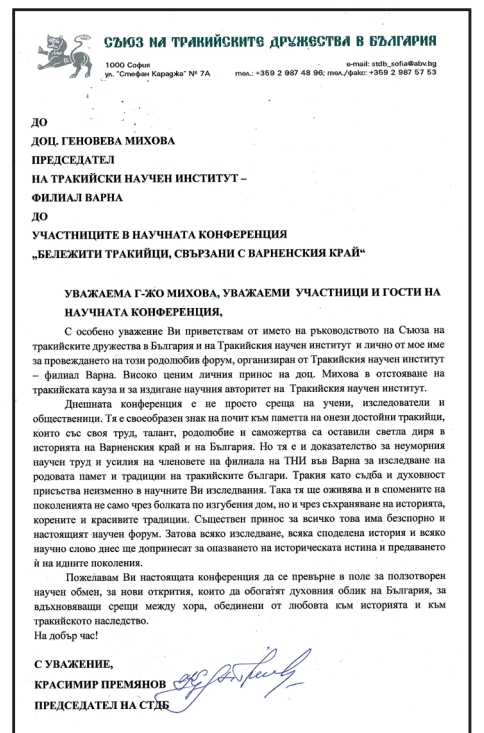 СЪЮЗ НА ТРАКИЙСКИТЕ ДРУЖЕСТВА В БЪЛГАРИЯ
1000 София e-mail: stdb_sofia@abv.bg
ул. "Стефан Караджа" № 7А тел.: +359 2 987 48 96; тел./факс: +359 2 987 57 53
ДО
ДОЦ. ГЕНОВЕВА МИХОВА
ПРЕДСЕДАТЕЛ
НА ТРАКИЙСКИ НАУЧЕН ИНСТИТУТ –
ФИЛИАЛ ВАРНА
ДО
УЧАСТНИЦИТЕ В НАУЧНАТА КОНФЕРЕНЦИЯ
„БЕЛЕЖИТИ ТРАКИЙЦИ, СВЪРЗАНИ С ВАРНЕНСКИЯ КРАЙ“
УВАЖАЕМА Г-ЖО МИХОВА, УВАЖАЕМИ УЧАСТНИЦИ И ГОСТИ НА
НАУЧНАТА КОНФЕРЕНЦИЯ,
С особено уважение Ви приветствам от името на ръководството на Съюза на
тракийските дружества в България и на Тракийския научен институт и лично от мое име
за провеждането на този родолюбив форум, организиран от Тракийския научен институт
– филиал Варна. Високо ценим личния принос на доц. Михова в отстояване на
тракийската кауза и за издигане научния авторитет на Тракийския научен институт.
Днешната конференция е не просто среща на учени, изследователи и
общественици. Тя е своеобразен знак на почит към паметта на онези достойни тракийци,
които със своя труд, талант, родолюбие и саможертва са оставили светла диря в
историята на Варненския край и на България. Но тя е и доказателство за неуморния
научен труд и усилия на членовете на филиала на ТНИ във Варна за изследване на
родовата памет и традиции на тракийските българи. Тракия като съдба и духовност
присъства неизменно в научните Ви изследвания. Така тя ще оживява и в спомените на
поколенията не само чрез болката по изгубения дом, но и чрез съхраняване на историята,
корените и красивите традиции. Съществен принос за всичко това има безспорно и
настоящият научен форум. Затова всяко изследване, всяка споделена история и всяко
научно слово днес ще допринесат за опазването на историческата истина и предаването
ѝ на идните поколения.
Пожелавам Ви настоящата конференция да се превърне в поле за ползотворен
научен обмен, за нови открития, които да обогатят духовния облик на България, за
вдъхновяващи срещи между хора, обединени от любовта към историята и към
тракийското наследство.
На добър час!
С УВАЖЕНИЕ,
КРАСИМИР ПРЕМЯНОВ
ПРЕДСЕДАТЕЛ НА СТДБ